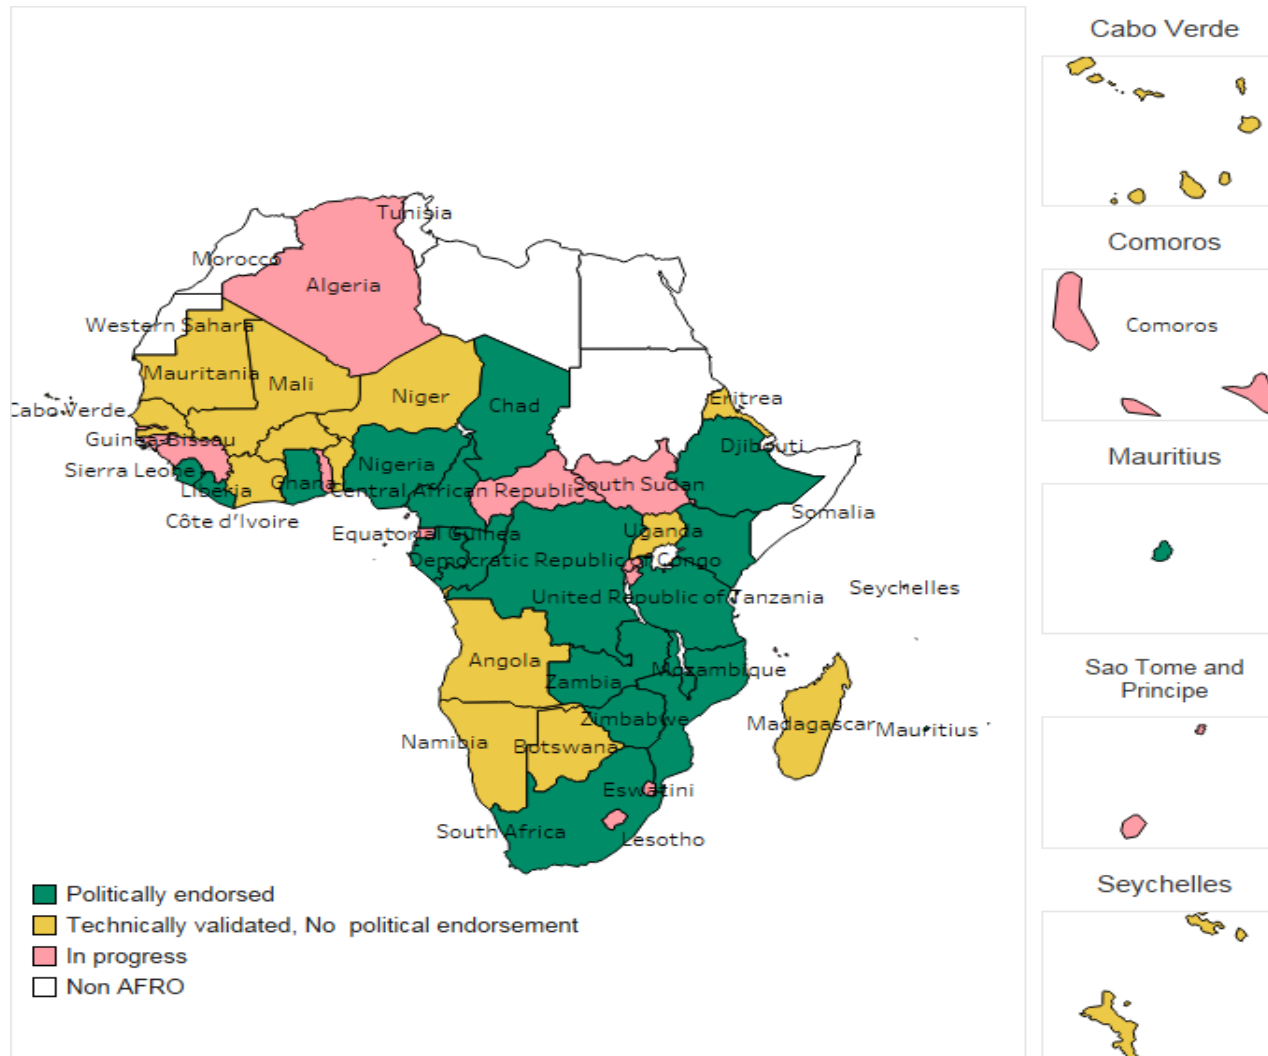 Cabo Verde
Comoros
Comoros
Mauritius
Sao Tome and
Principe
Seychelles
Tunisia
Morocco
Algeria
Western Sahara
Mauritania
Mali
Niger
Chad
Eritrea
Cabo Verde
Guinea-Bissau
Djibouti
Sierra Leone
Nigeria
Liberia
Ghana
Central African Republic
South Sudan
Côte d'Ivoire
Somalia
Equatorial Guinea
Uganda
Democratic Republic of Congo
Seychelles
United Republic of Tanzania
Angola
Mozambique
Zambia
Zimbabwe
Madagascar
Mauritius
Namibia
Botswana
Eswatini
South Africa
Lesotho
Politically endorsed
Technically validated, No  political endorsement
In progress
Non AFRO